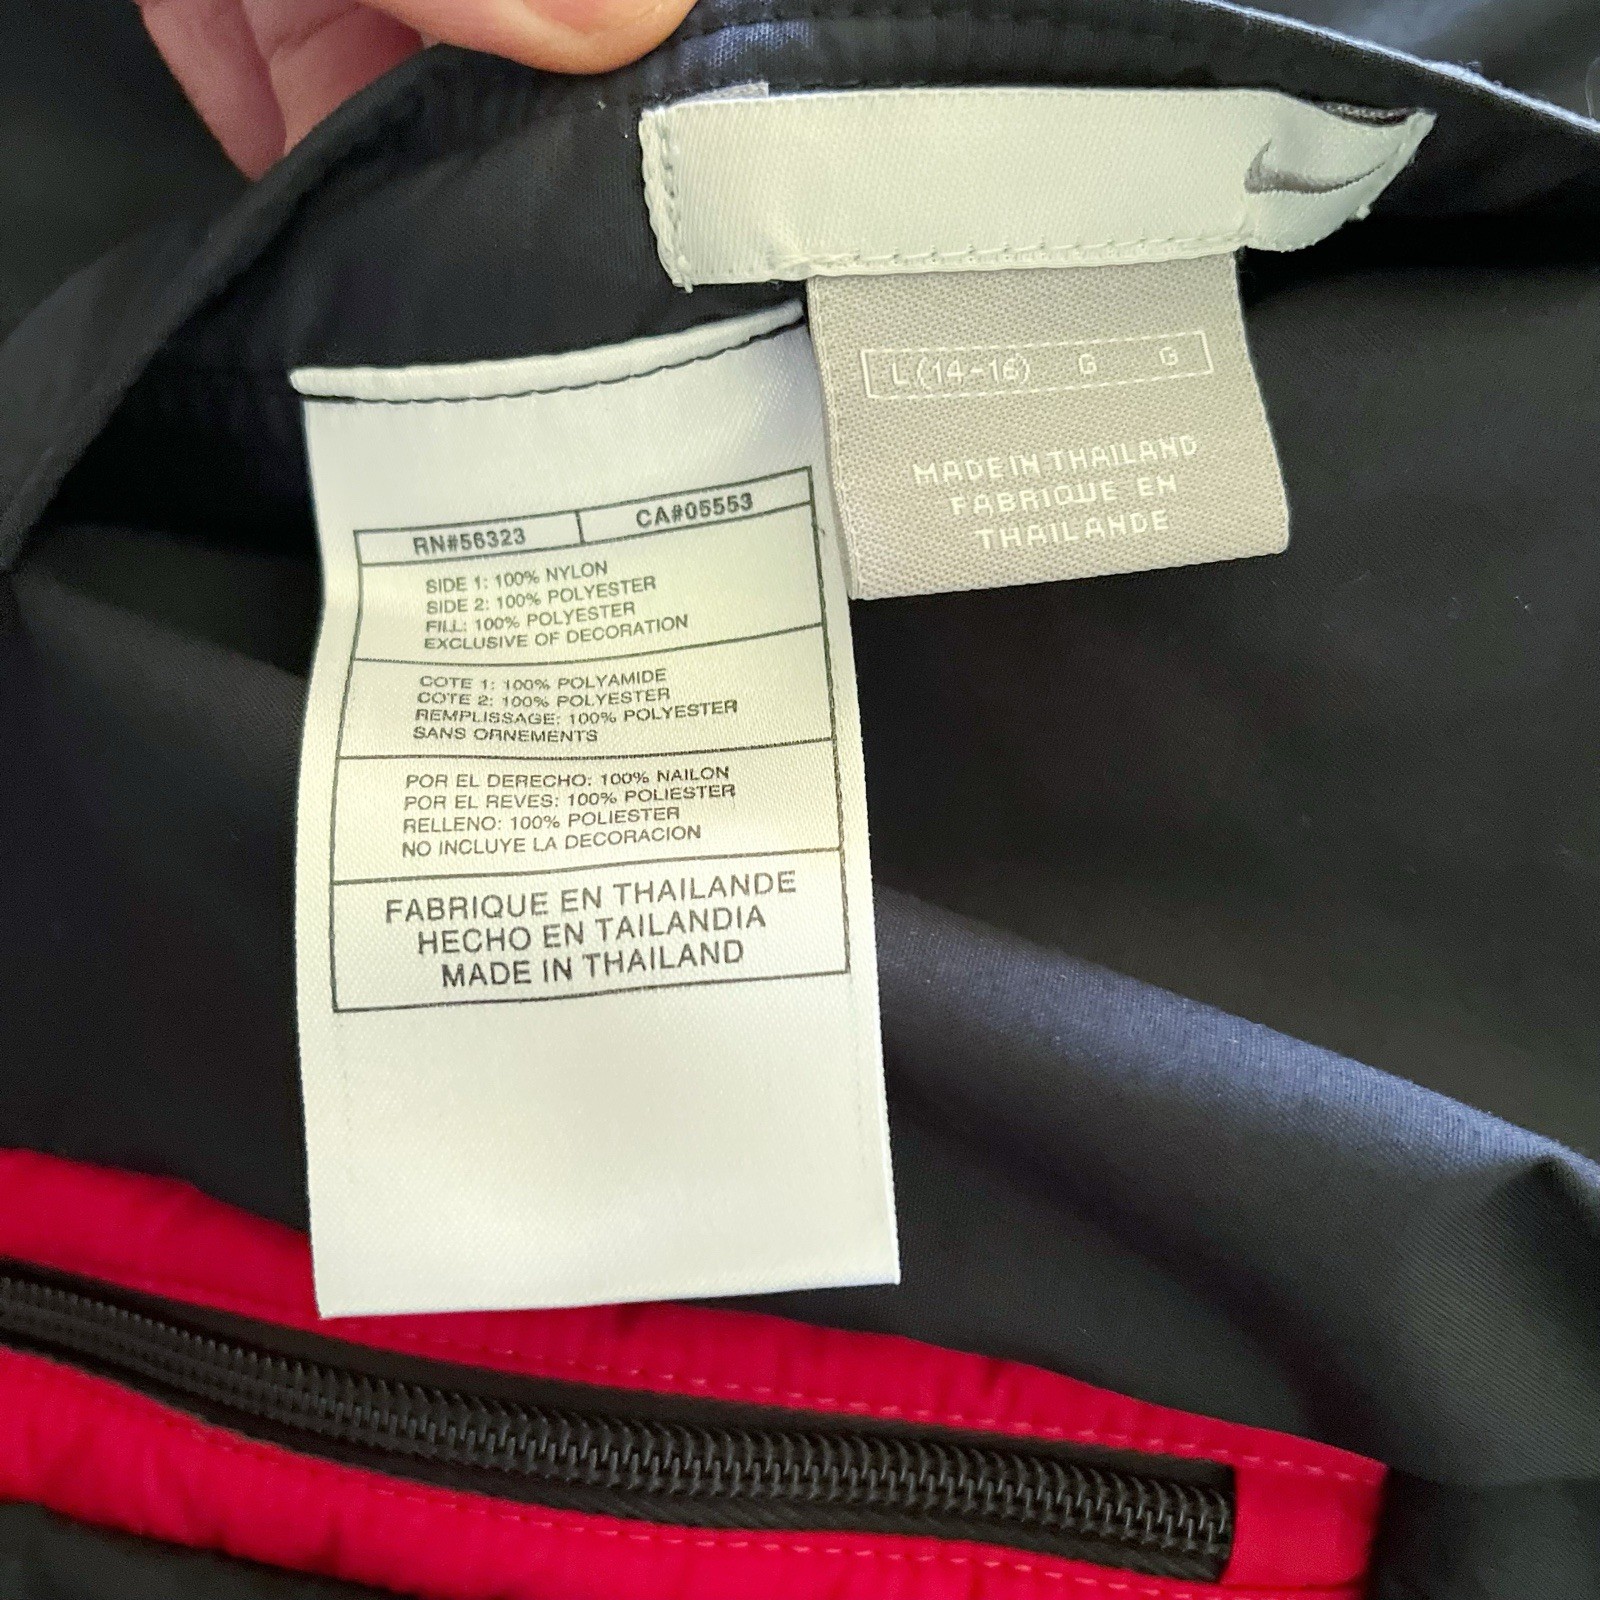 L (14-16) G G
MADE IN THAILAND
FABRIQUE EN
THAILANDE
RN#56323 CA#05553
SIDE 1: 100% NYLON
SIDE 2: 100% POLYESTER
FILL: 100% POLYESTER
EXCLUSIVE OF DECORATION
COTE 1: 100% POLYAMIDE
COTE 2: 100% POLYESTER
REMPLISSAGE: 100% POLYESTER
SANS ORNEMENTS
POR EL DERECHO: 100% NAILON
POR EL REVES: 100% POLIESTER
RELLENO: 100% POLIESTER
NO INCLUYE LA DECORACION
FABRIQUE EN THAILANDE
HECHO EN TAILANDIA
MADE IN THAILAND